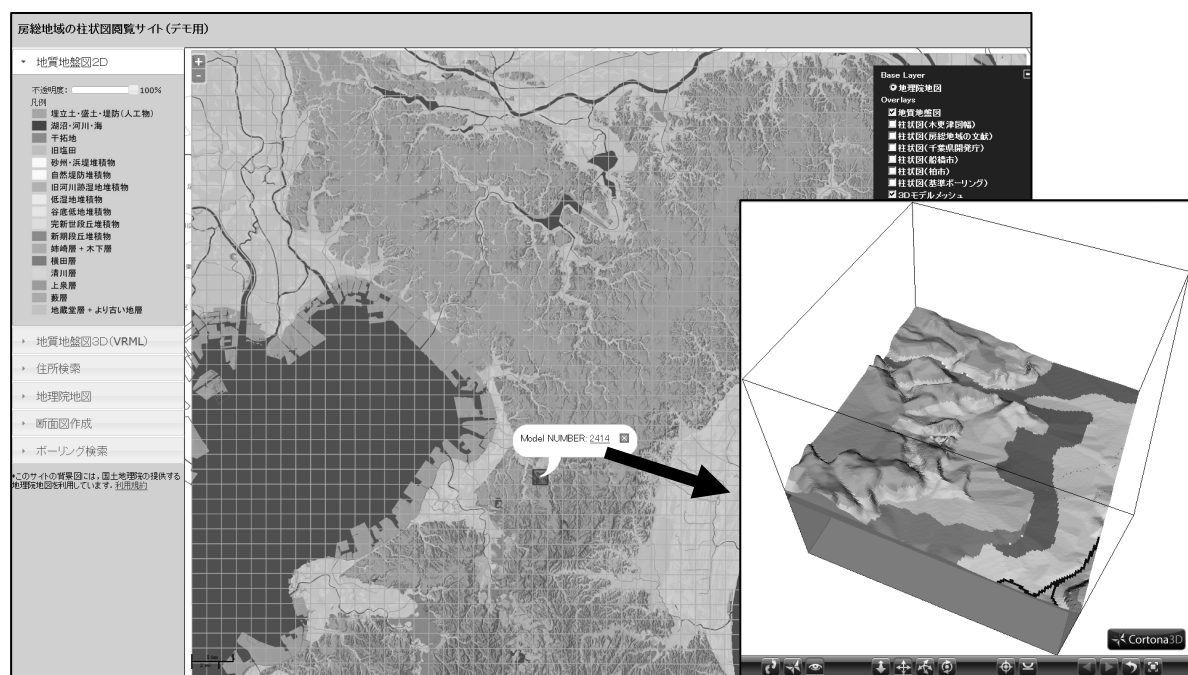 房総地域の柱状図閲覧サイト(デモ用)
地質地盤図2D
不透明度: 100%
凡例
埋立土・盛土・堤防(人工物)
湖沼・河川・海
干拓地
旧塩田
砂州・浜堤堆積物
自然堤防堆積物
旧河川跡湿地堆積物
低湿地堆積物
谷底低地堆積物
完新世段丘堆積物
新期段丘堆積物
姉崎層 + 木下層
横田層
清川層
上泉層
藪層
地蔵堂層 + より古い地層
地質地盤図3D(VRML)
住所検索
地理院地図
断面図作成
ボーリング検索
*このサイトの背景図には、国土地理院の提供する
地理院地図を利用しています. 利用規約
Base Layer
地理院地図
Overlays
地質地盤図
柱状図(木更津図幅)
柱状図(房総地域の文献)
柱状図(千葉県開発庁)
柱状図(船橋市)
柱状図(柏市)
柱状図(基準ボーリング)
3Dモデルメッシュ
Model NUMBER: 2414
Cortona3D